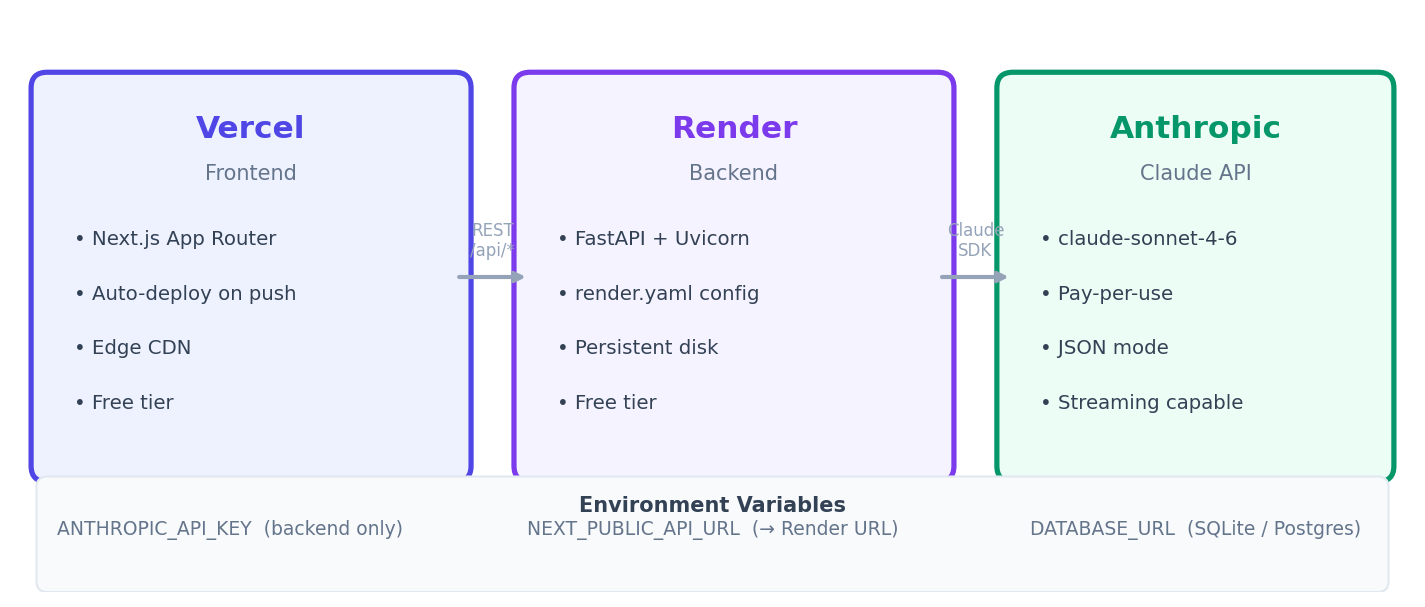 Vercel
Frontend
• Next.js App Router
• Auto-deploy on push
• Edge CDN
• Free tier
REST
/api/*
Render
Backend
• FastAPI + Uvicorn
• render.yaml config
• Persistent disk
• Free tier
Claude
SDK
Anthropic
Claude API
• claude-sonnet-4-6
• Pay-per-use
• JSON mode
• Streaming capable
Environment Variables
ANTHROPIC_API_KEY  (backend only)
NEXT_PUBLIC_API_URL  (→ Render URL)
DATABASE_URL  (SQLite / Postgres)